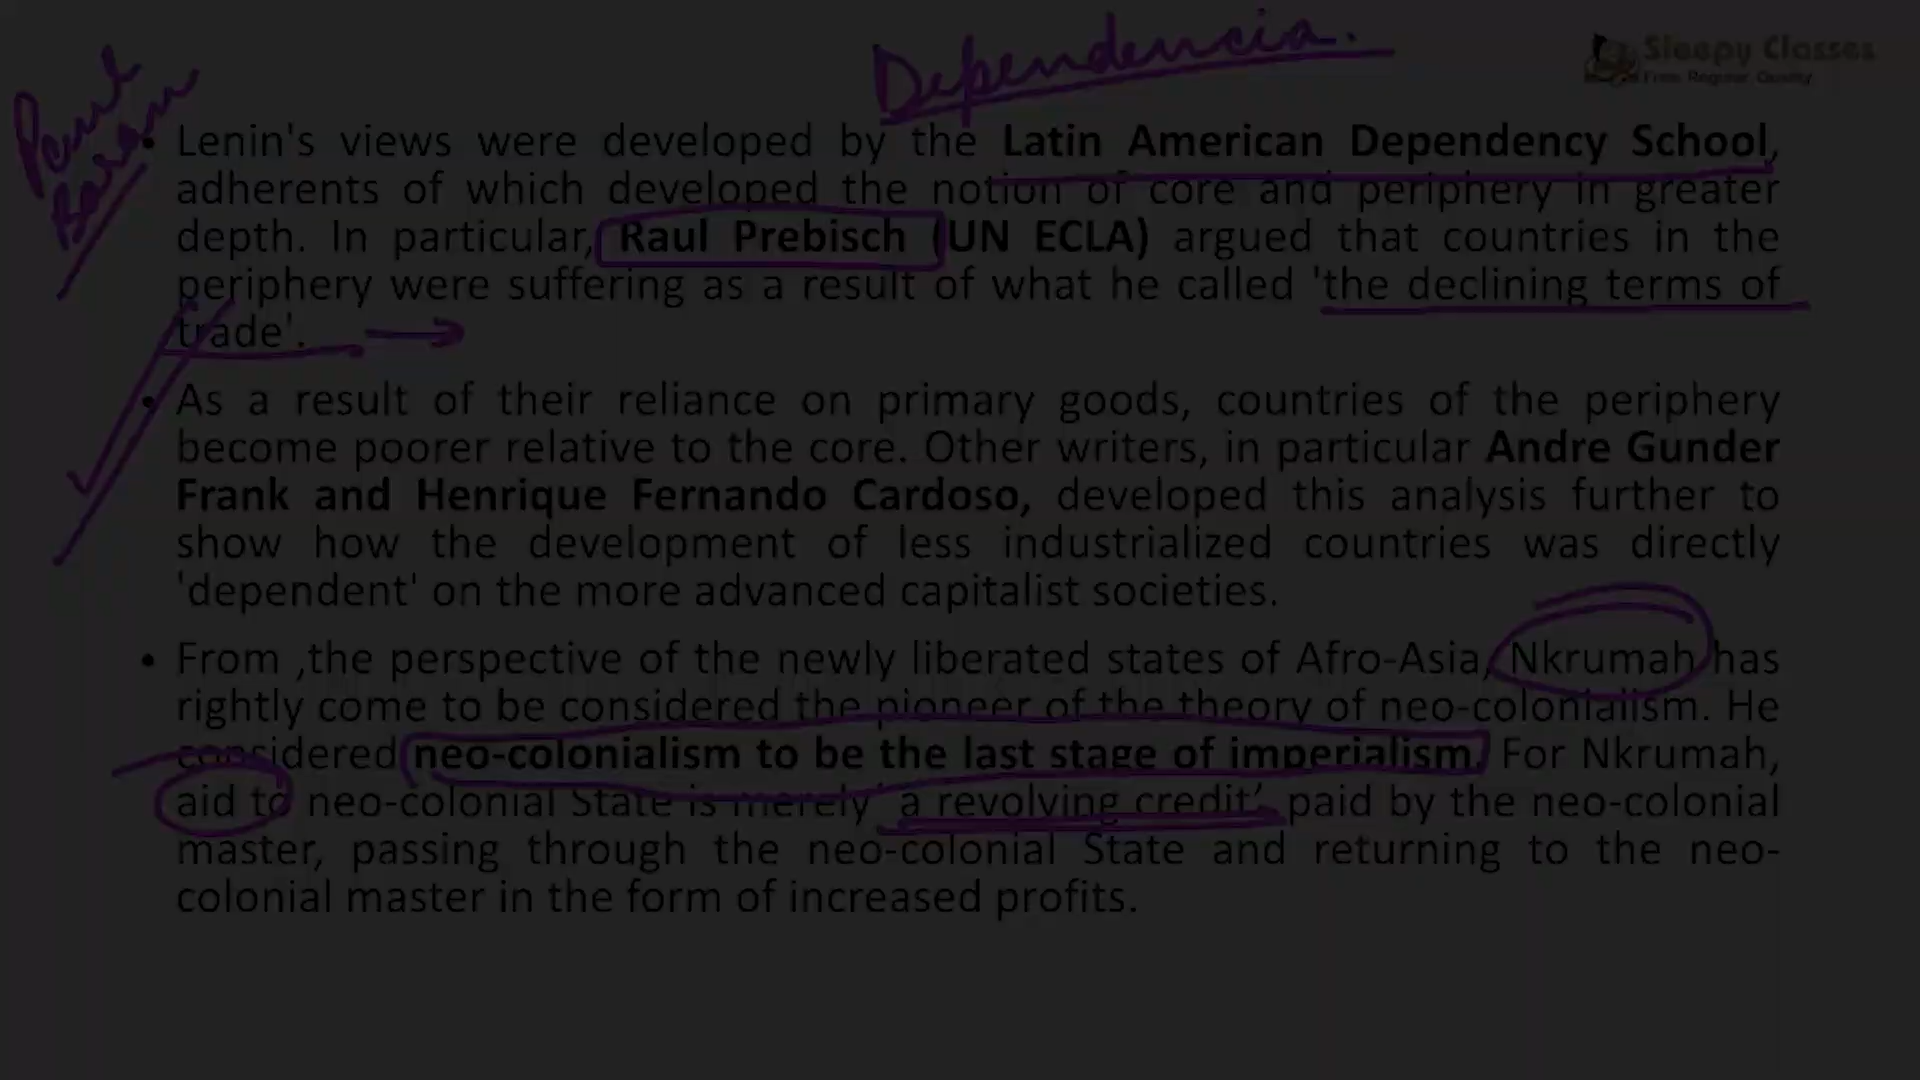 Dependencia.
Sleepy Classes
Paul
Baran
• Lenin's views were developed by the Latin American Dependency School,
adherents of which developed the notion of core and periphery in greater
depth. In particular, Raul Prebisch (UN ECLA) argued that countries in the
periphery were suffering as a result of what he called 'the declining terms of
trade'.
• As a result of their reliance on primary goods, countries of the periphery
become poorer relative to the core. Other writers, in particular Andre Gunder
Frank and Henrique Fernando Cardoso, developed this analysis further to
show how the development of less industrialized countries was directly
'dependent' on the more advanced capitalist societies.
• From ,the perspective of the newly liberated states of Afro-Asia, Nkrumah has
rightly come to be considered the pioneer of the theory of neo-colonialism. He
considered neo-colonialism to be the last stage of imperialism. For Nkrumah,
aid to neo-colonial State is merely' a revolving credit', paid by the neo-colonial
master, passing through the neo-colonial State and returning to the neo-
colonial master in the form of increased profits.